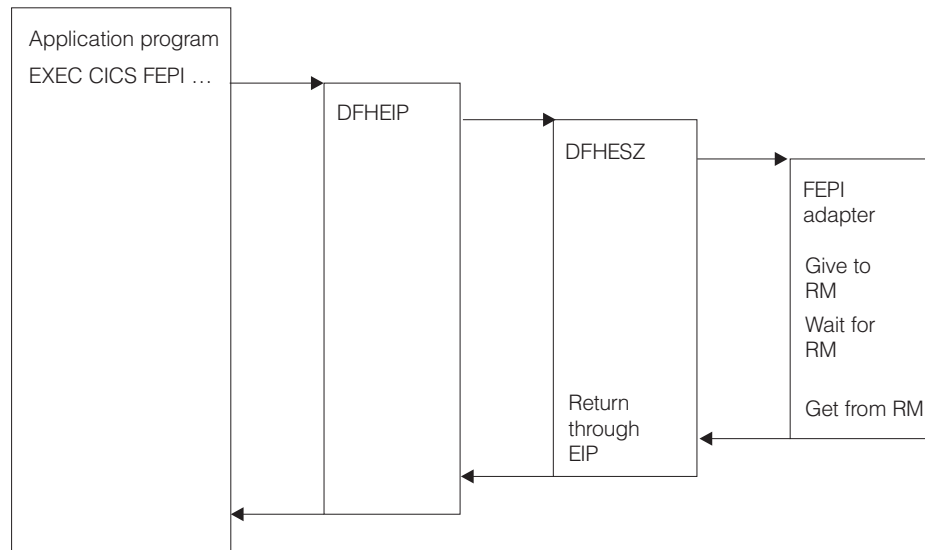 Application program
EXEC CICS FEPI …
DFHEIP
DFHESZ
FEPI
adapter
Give to
RM
Wait for
RM
Get from RM
Return
through
EIP